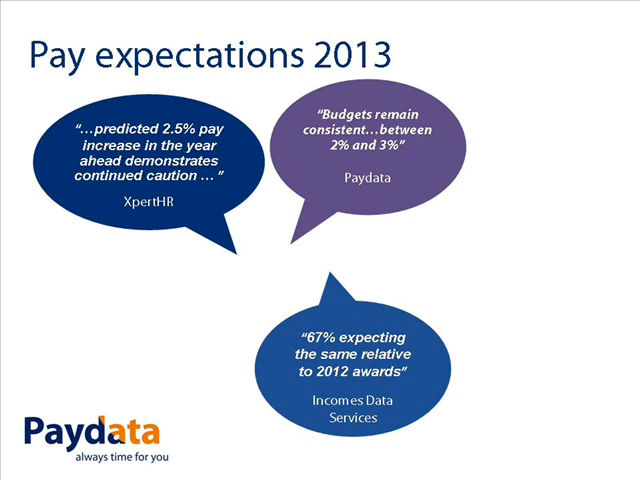 Pay expectations 2013
“…predicted 2.5% pay
increase in the year
ahead demonstrates
continued caution … ”
XpertHR
“Budgets remain
consistent…between
2% and 3%”
Paydata
“67% expecting
the same relative
to 2012 awards”
Incomes Data
Services
Paydata
always time for you